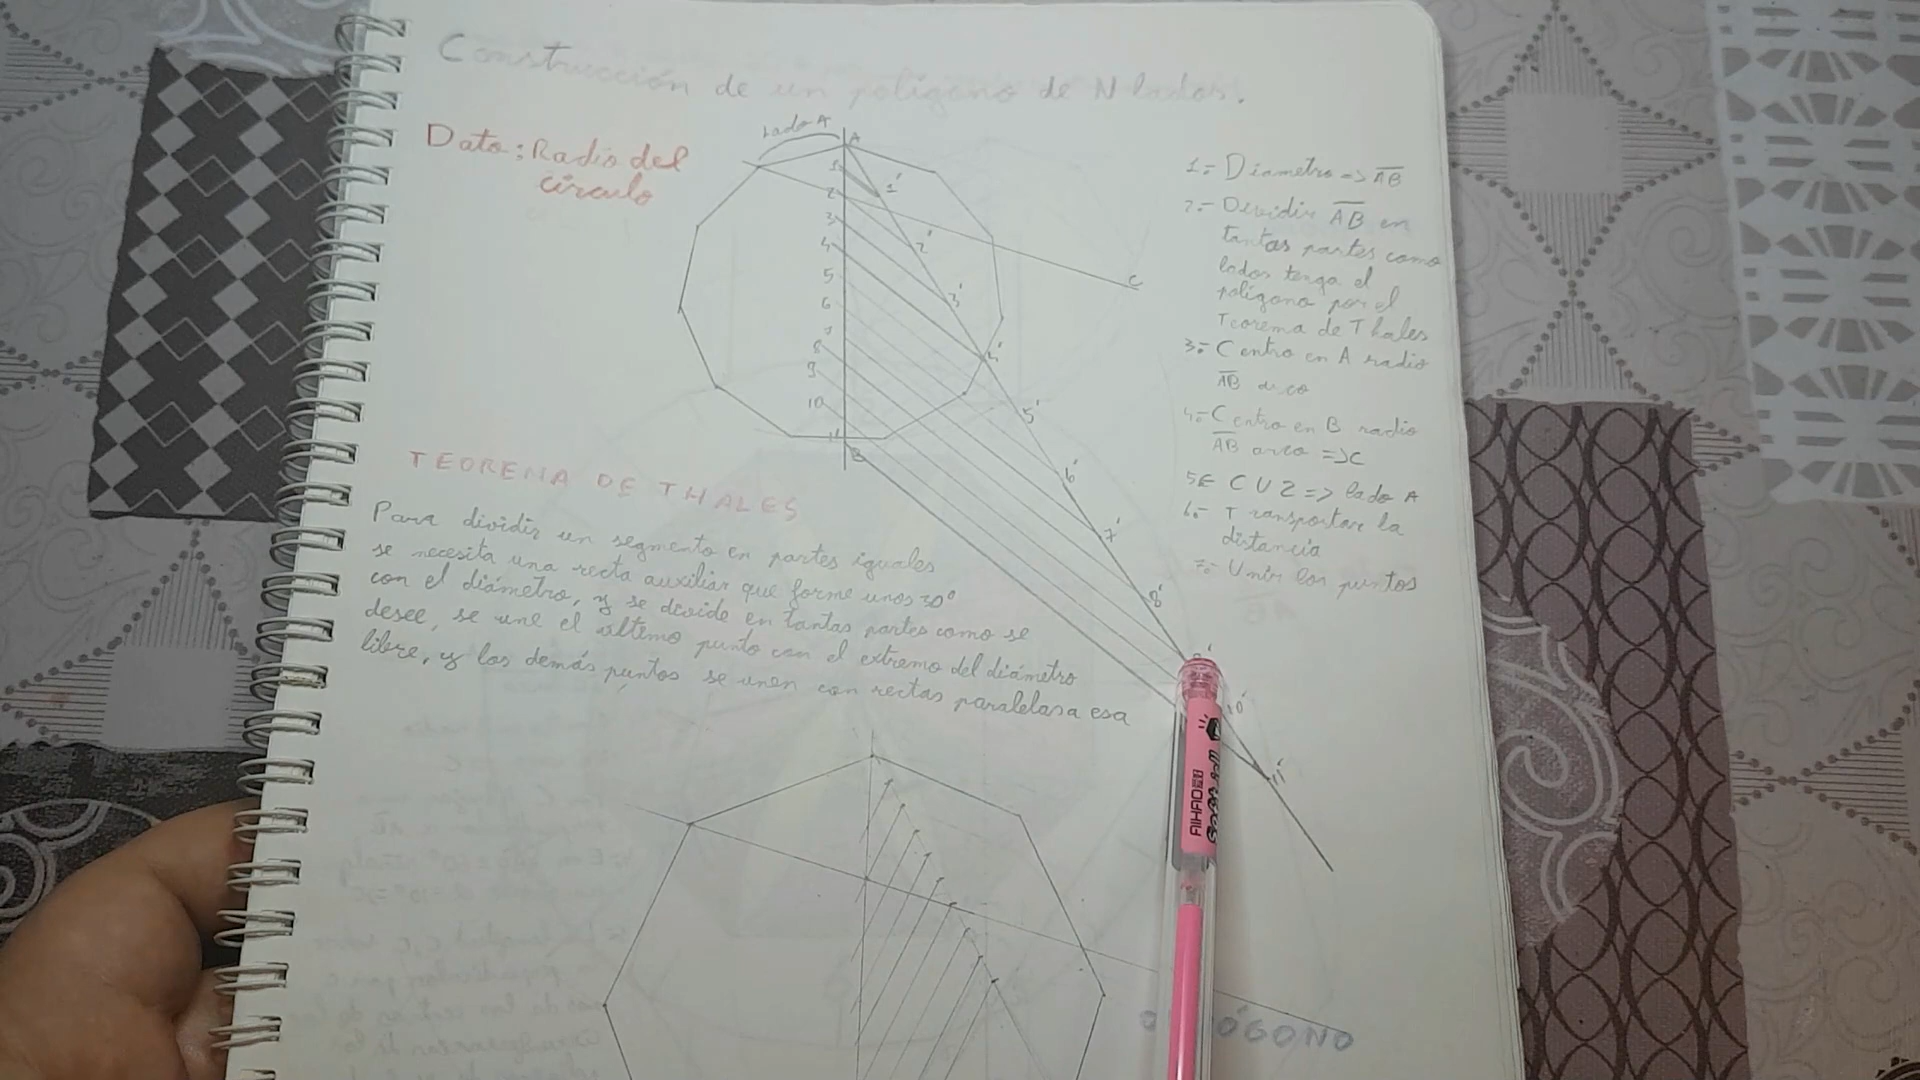 Construcción de un polígono de N lados.
Dato: Radio del
círculo
lado A
A
1
2
3
4
5
6
7
8
9
10
11
B
1'
2'
3'
4'
5'
6'
7'
8'
9'
10'
11'
C
1.- Diametro => AB
2.- Dividir AB en
tantas partes como
lados tenga el
polígono por el
Teorema de Thales
3.- Centro en A radio
AB arco
4.- Centro en B radio
AB arco => C
5.- C U 2 => lado A
6.- Transportar la
distancia
7.- Unir los puntos
TEOREMA DE THALES
Para dividir un segmento en partes iguales
se necesita una recta auxiliar que forme unos 30º
con el diámetro, y se divide en tantas partes como se
desee, se une el último punto con el extremo del diámetro
libre, y los demás puntos se unen con rectas paralelas a esa
AIHAO
ÓGONO